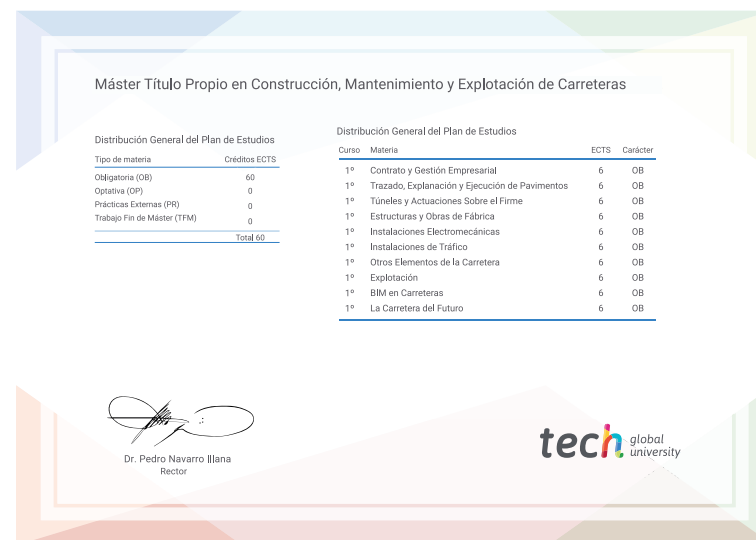 Máster Título Propio en Construcción, Mantenimiento y Explotación de Carreteras
Distribución General del Plan de Estudios
Tipo de materia Créditos ECTS
Obligatoria (OB) 60
Optativa (OP) 0
Prácticas Externas (PR) 0
Trabajo Fin de Máster (TFM) 0
Total 60
Distribución General del Plan de Estudios
Curso Materia ECTS Carácter
1º Contrato y Gestión Empresarial 6 OB
1º Trazado, Explanación y Ejecución de Pavimentos 6 OB
1º Túneles y Actuaciones Sobre el Firme 6 OB
1º Estructuras y Obras de Fábrica 6 OB
1º Instalaciones Electromecánicas 6 OB
1º Instalaciones de Tráfico 6 OB
1º Otros Elementos de la Carretera 6 OB
1º Explotación 6 OB
1º BIM en Carreteras 6 OB
1º La Carretera del Futuro 6 OB
Dr. Pedro Navarro Illana
Rector
tech global university